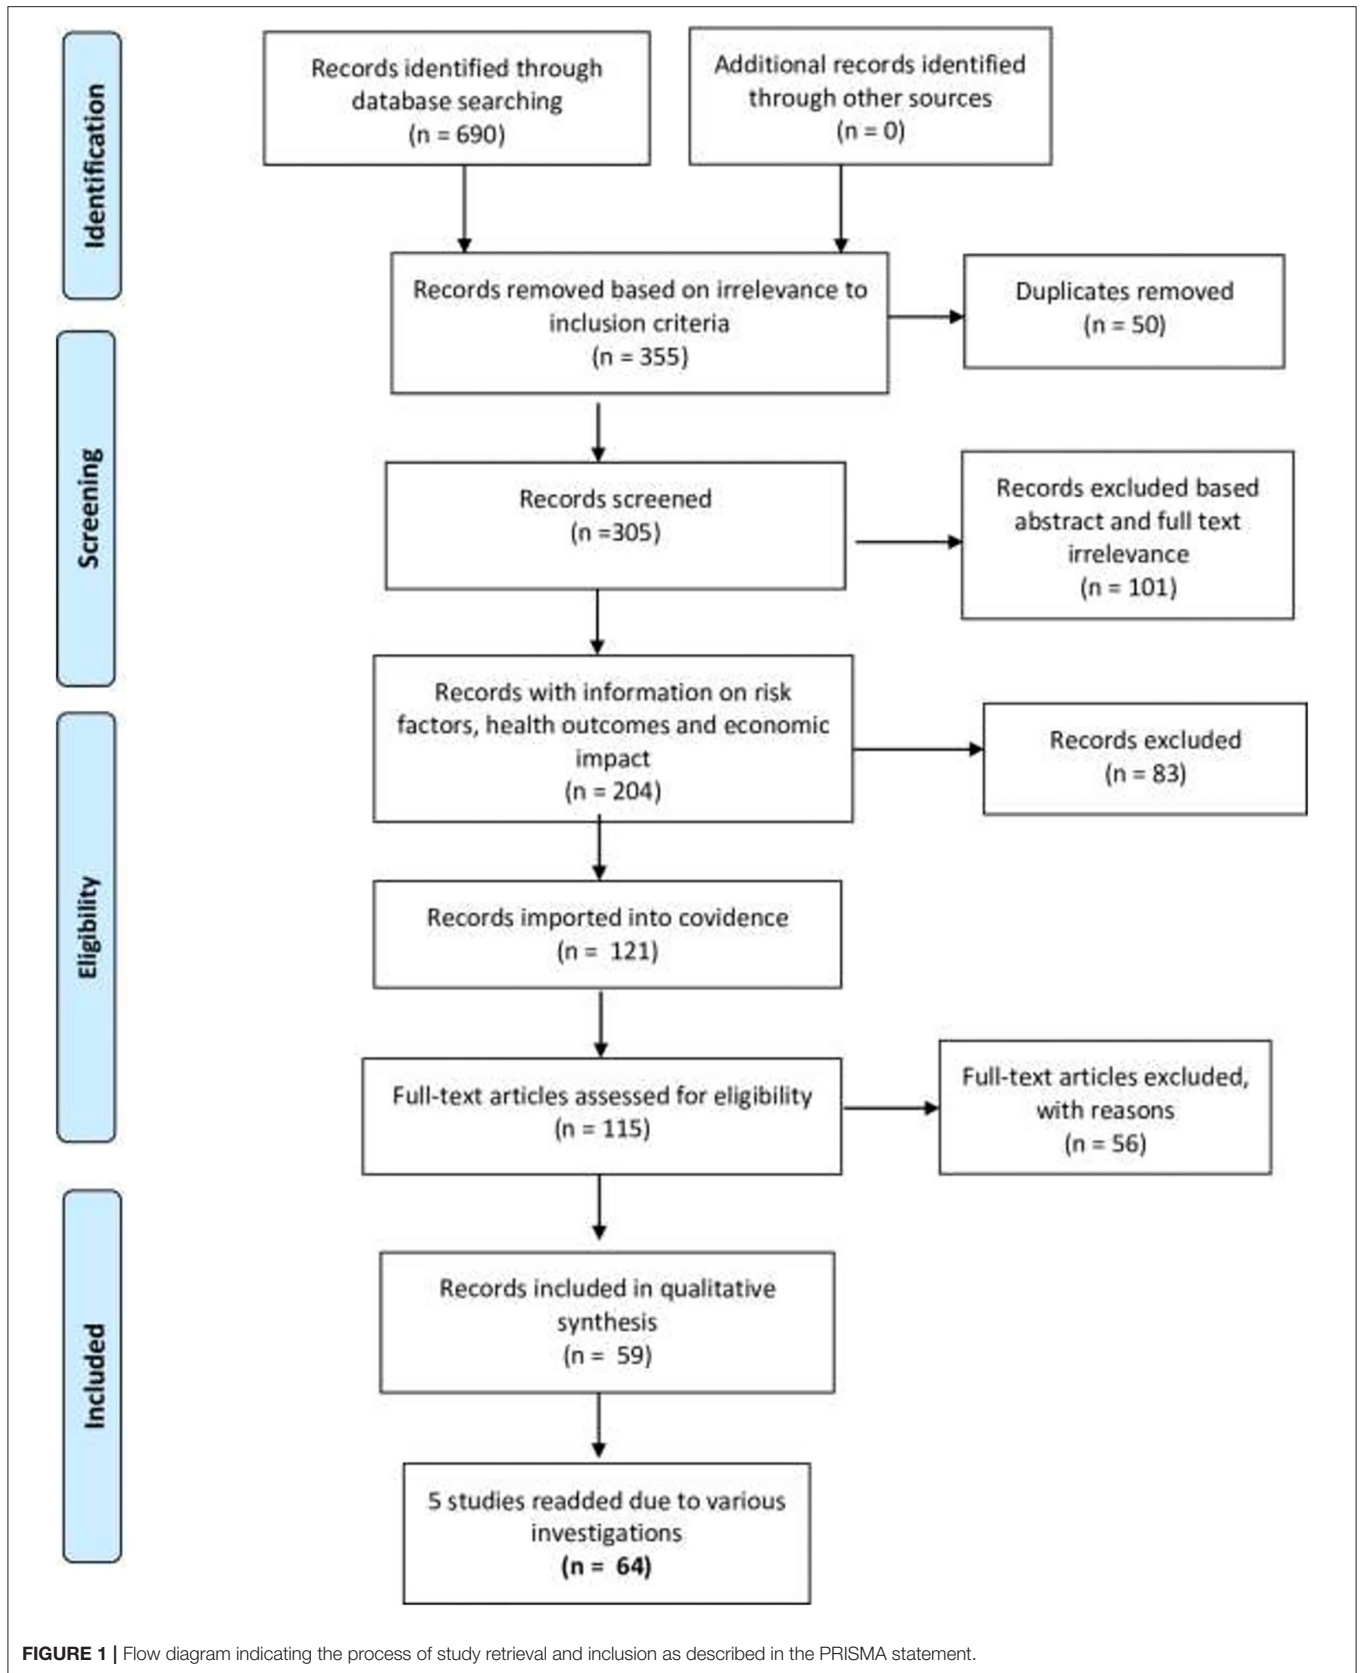 Identification
Records identified through
database searching
(n = 690)
Additional records identified
through other sources
(n = 0)
Records removed based on irrelevance to
inclusion criteria
(n = 355)
Duplicates removed
(n = 50)
Screening
Records screened
(n =305)
Records excluded based
abstract and full text
irrelevance
(n = 101)
Records with information on risk
factors, health outcomes and economic
impact
(n = 204)
Records excluded
(n = 83)
Eligibility
Records imported into covidence
(n = 121)
Full-text articles assessed for eligibility
(n = 115)
Full-text articles excluded,
with reasons
(n = 56)
Included
Records included in qualitative
synthesis
(n = 59)
5 studies readded due to various
investigations
(n = 64)
FIGURE 1 | Flow diagram indicating the process of study retrieval and inclusion as described in the PRISMA statement.